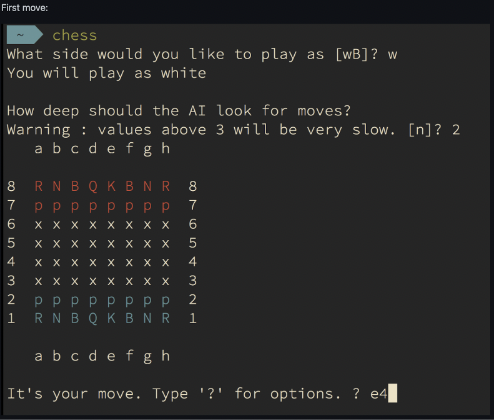 First move:
~ chess
What side would you like to play as [wB]? w
You will play as white
How deep should the AI look for moves?
Warning : values above 3 will be very slow. [n]? 2
a b c d e f g h
8 R N B Q K B N R 8
7 p p p p p p p p 7
6 x x x x x x x x 6
5 x x x x x x x x 5
4 x x x x x x x x 4
3 x x x x x x x x 3
2 p p p p p p p p 2
1 R N B Q K B N R 1
a b c d e f g h
It's your move. Type '?' for options. ? e4